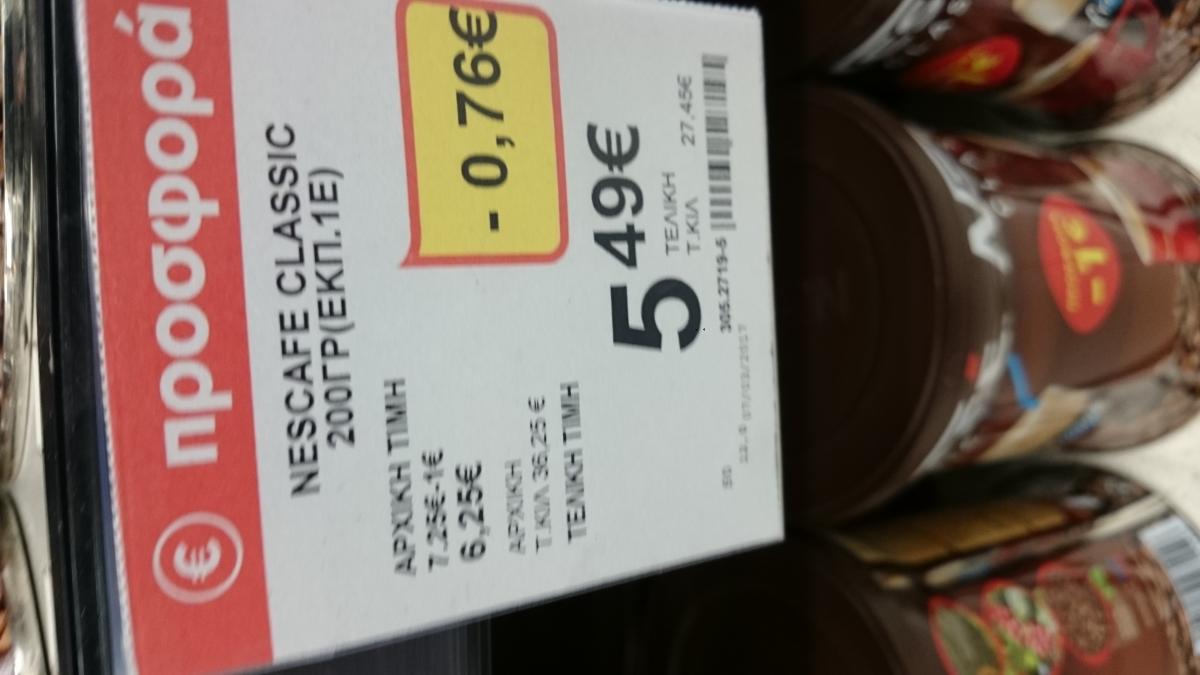 € προσφορά
NESCAFE CLASSIC
200ΓΡ(ΕΚΠ.1Ε)
ΑΡΧΙΚΗ ΤΙΜΗ
7.25€-1€
6,25€
- 0,76€
ΑΡΧΙΚΗ
Τ.ΚΙΛ 36,25 €
ΤΕΛΙΚΗ ΤΙΜΗ
5 49€
ΤΕΛΙΚΗ
Τ.ΚΙΛ 27.45€
305.2719-5
-1€